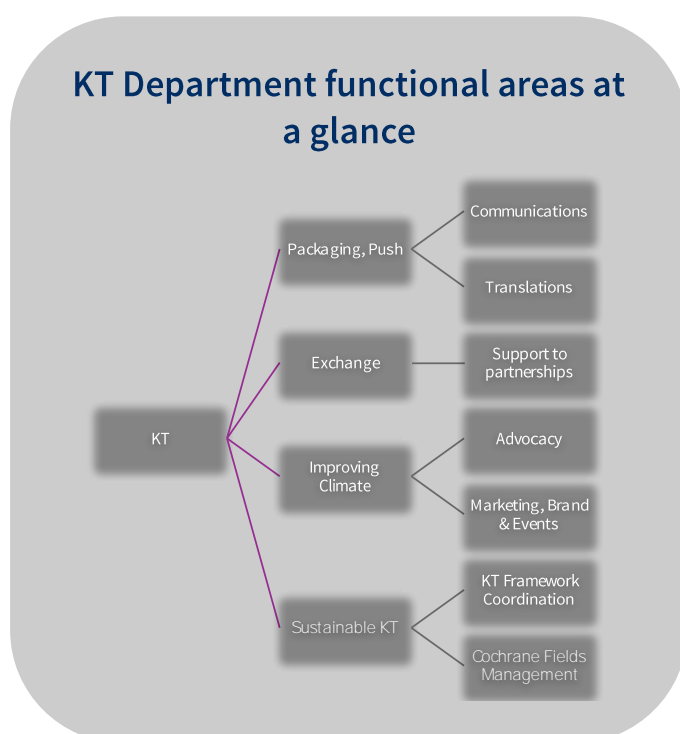 KT Department functional areas at
a glance
Communications
Packaging, Push
Translations
Exchange
Support to
partnerships
KT
Advocacy
Improving
Climate
Marketing, Brand
& Events
KT Framework
Coordination
Sustainable KT
Cochrane Fields
Management